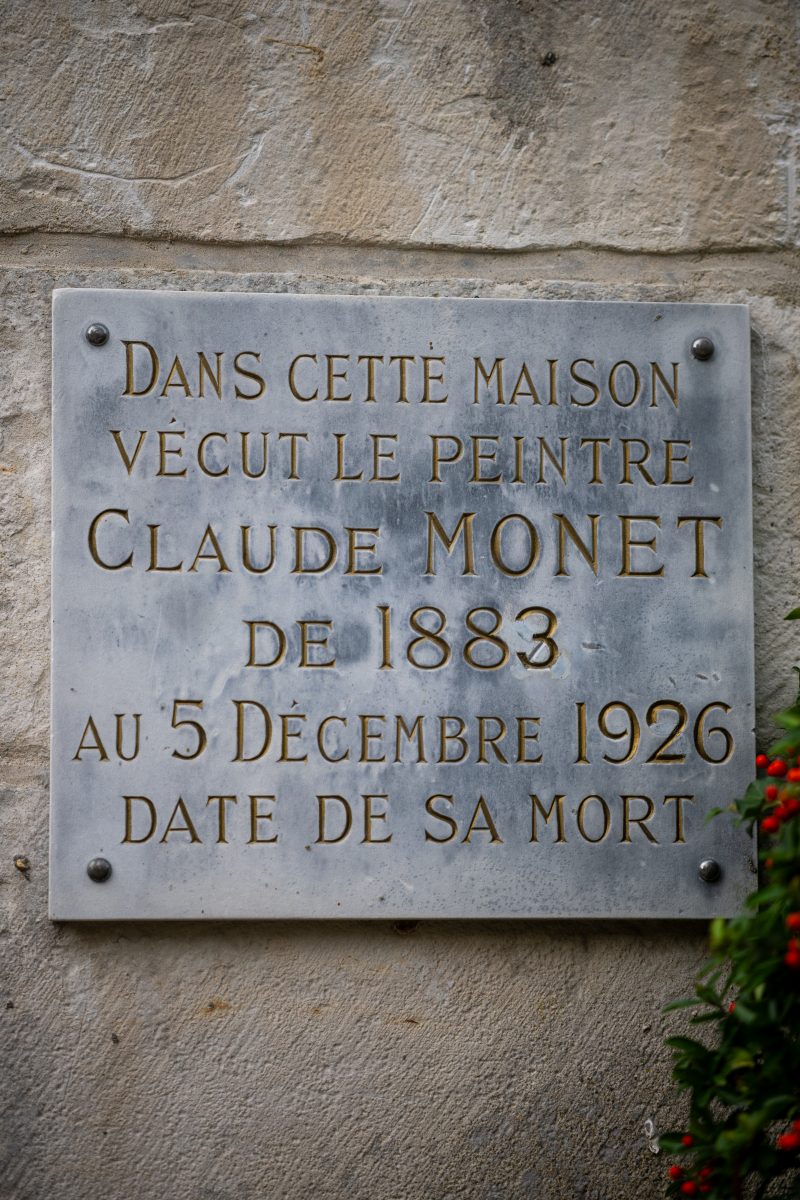 DANS CETTE MAISON
VÉCUT LE PEINTRE
CLAUDE MONET
DE 1883
AU 5 DÉCEMBRE 1926
DATE DE SA MORT